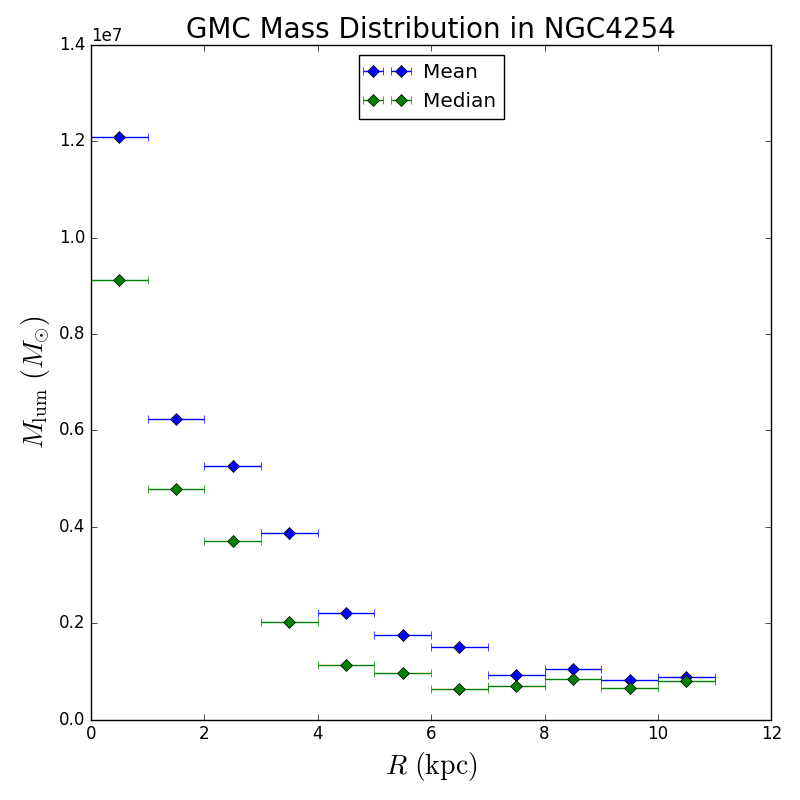 GMC Mass Distribution in NGC4254
1e7
Mean
Median
1.4
1.2
1.0
0.8
0.6
0.4
0.2
0.0
M_lum (M_⊙)
0 2 4 6 8 10 12
R (kpc)